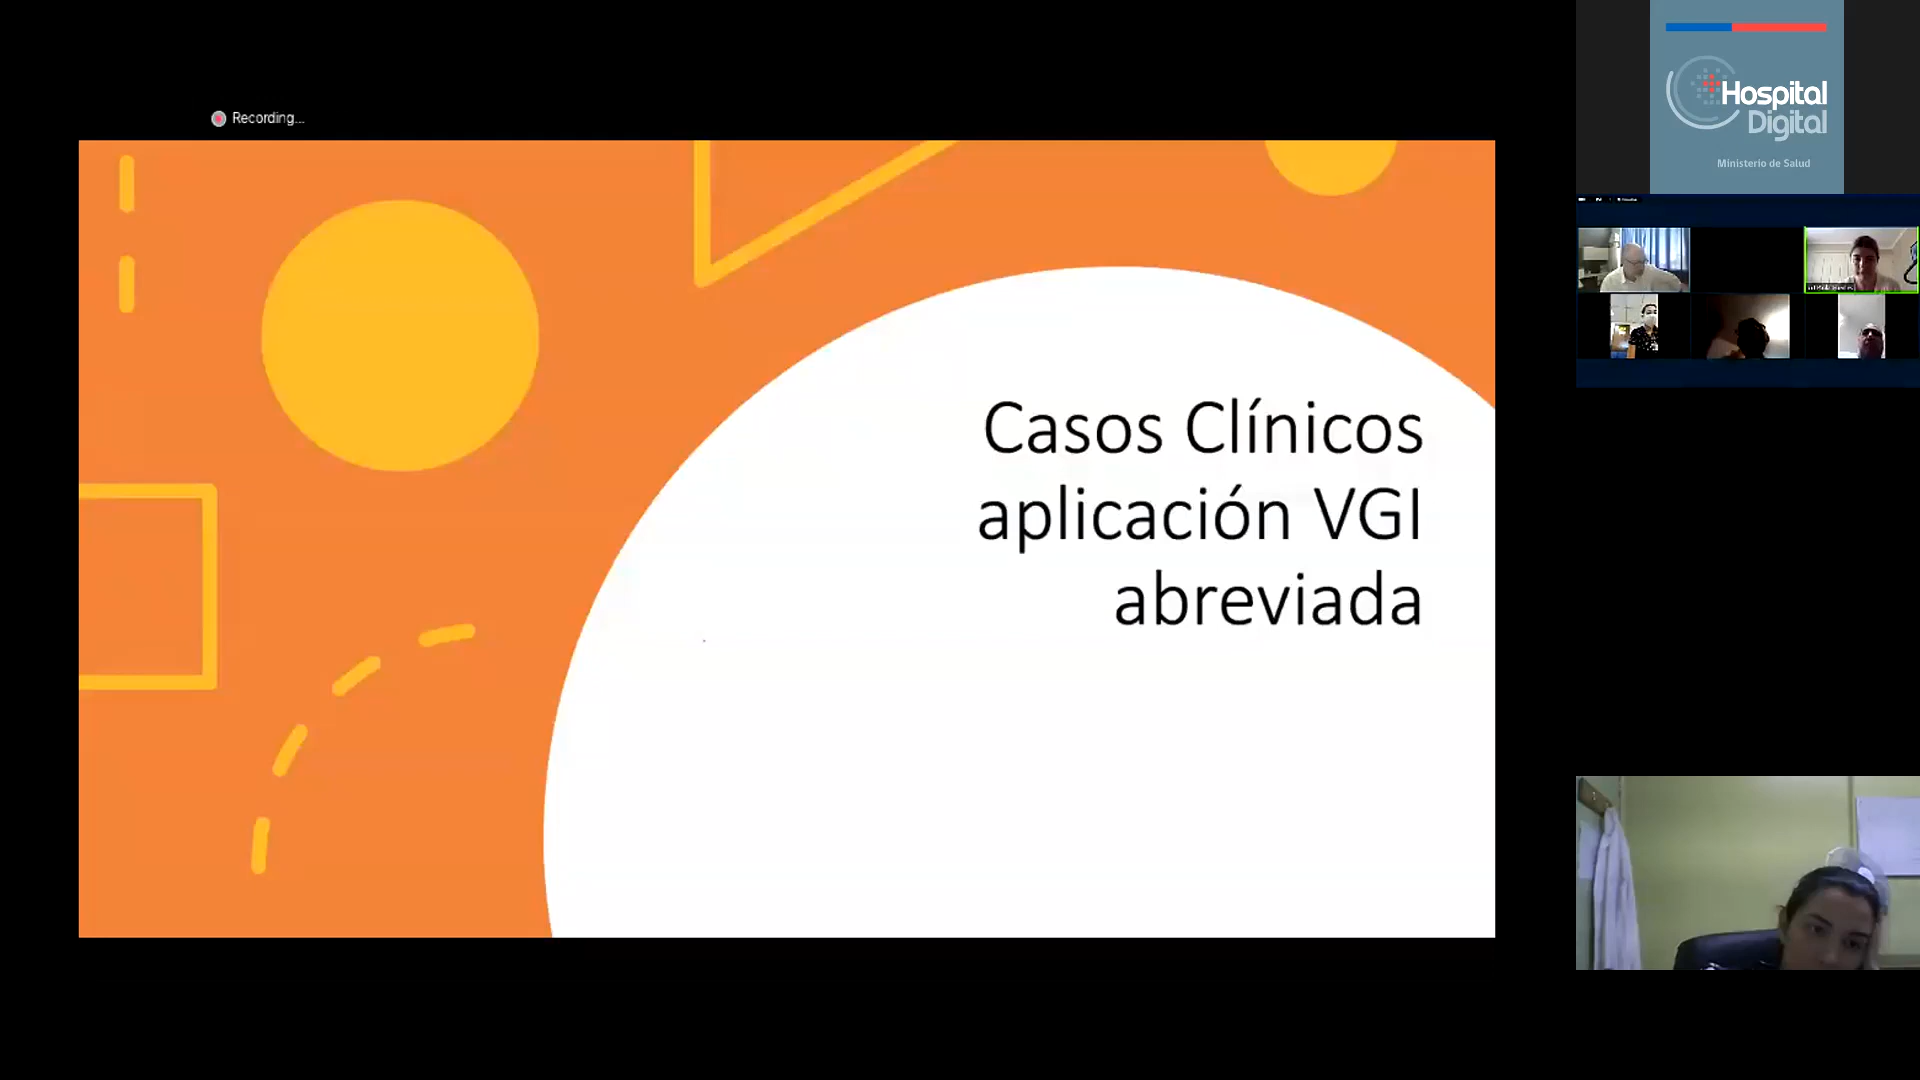 Recording...
Casos Clínicos
aplicación VGI
abreviada
Hospital
Digital
Ministerio de Salud